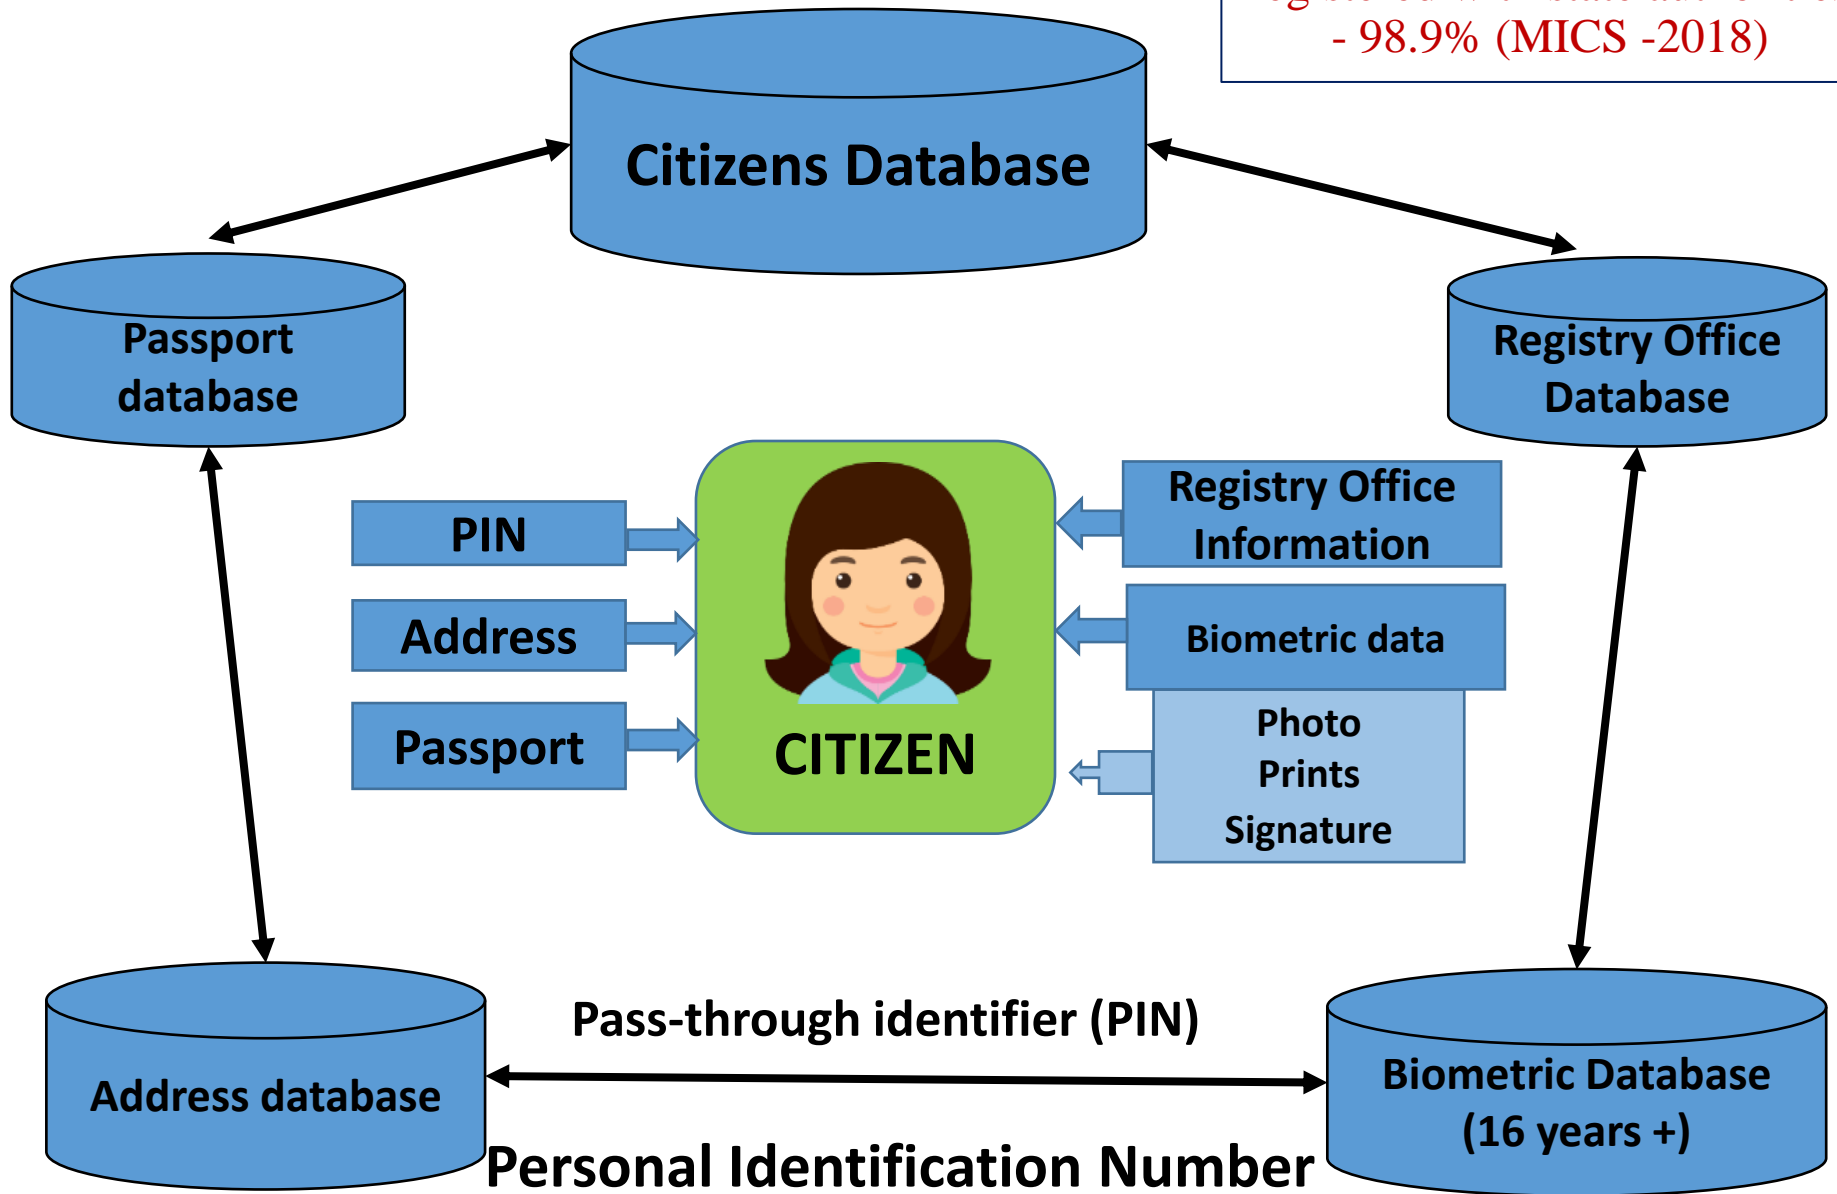 - 98.9% (MICS -2018)
Citizens Database
Passport
database
Registry Office
Database
PIN
Address
Passport
CITIZEN
Registry Office
Information
Biometric data
Photo
Prints
Signature
Pass-through identifier (PIN)
Address database
Biometric Database
(16 years +)
Personal Identification Number